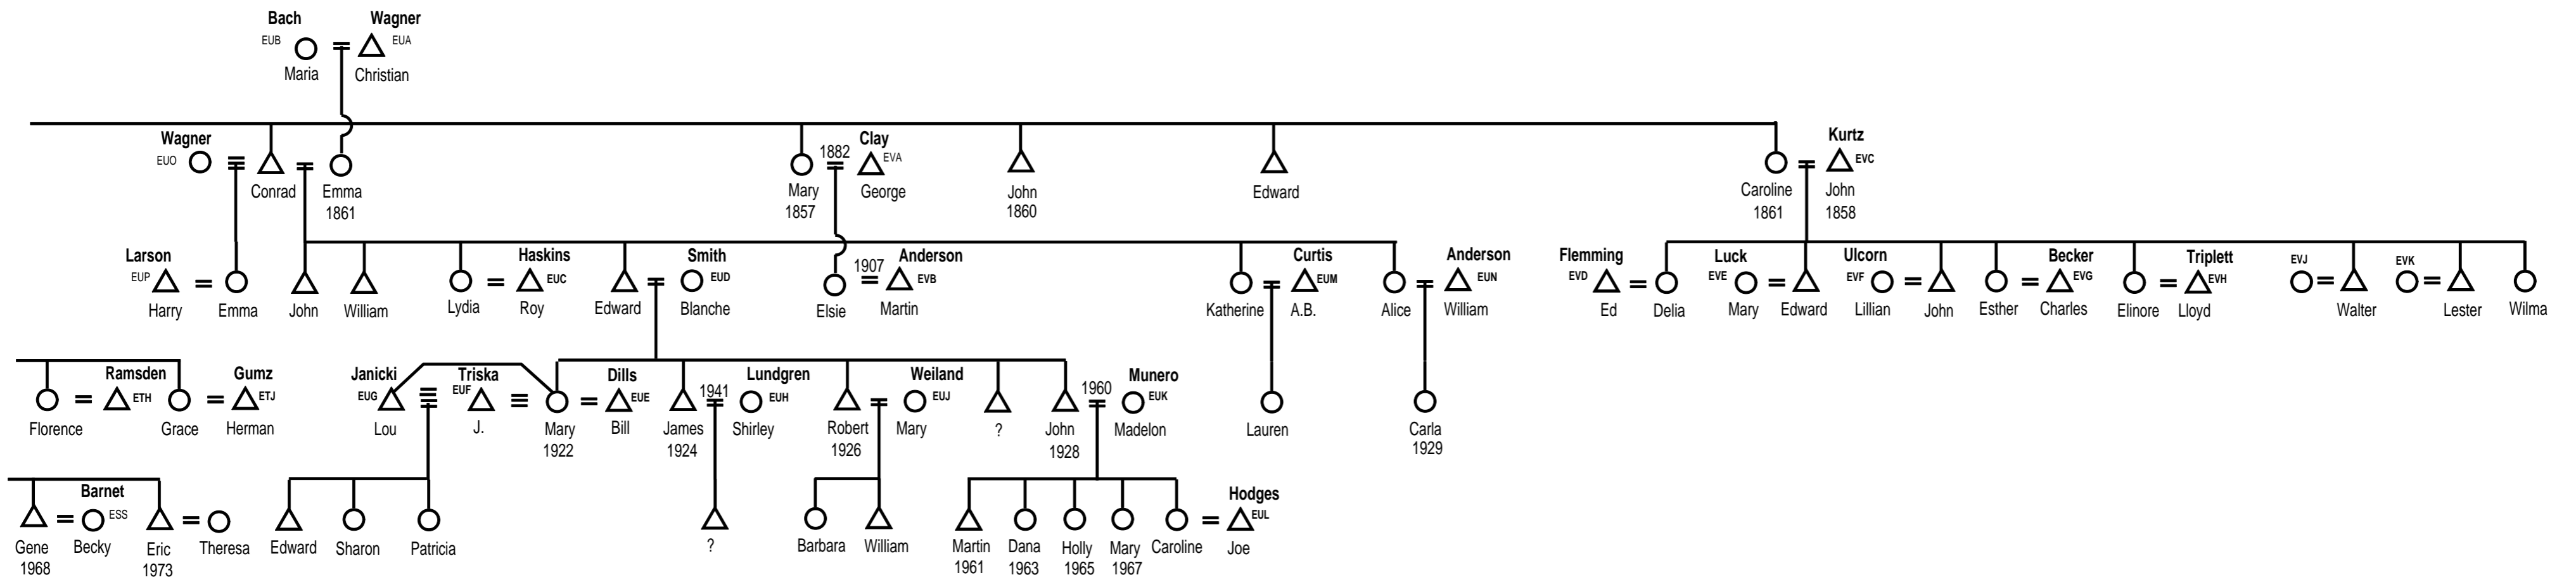 Bach Wagner
EUB EUA
Maria Christian
Wagner Clay Kurtz
EUO 1882 EVA EVC
Conrad Emma Mary George John Edward Caroline John
1861 1857 1860 1861 1858
Larson Haskins Smith Anderson Curtis Anderson Flemming Luck Ulcorn Becker Triplett
EUP EUC EUD 1907 EVB EUM EUN EVD EVE EVF EVG EVH EVJ EVK
Harry Emma John William Lydia Roy Edward Blanche Elsie Martin Katherine A.B. Alice William Ed Delia Mary Edward Lillian John Esther Charles Elinore Lloyd Walter Lester Wilma
Ramsden Gumz Janicki Triska Dills Lundgren Weiland Munero
ETH ETJ EUG EUF EUE 1941 EUH EUJ 1960 EUK
Florence Grace Herman Lou J. Mary Bill James Shirley Robert Mary ? John Madelon Lauren Carla
1922 1924 1926 1928 1929
Barnet Hodges
ESS EUL
Gene Becky Eric Theresa Edward Sharon Patricia ? Barbara William Martin Dana Holly Mary Caroline Joe
1968 1973 1961 1963 1965 1967